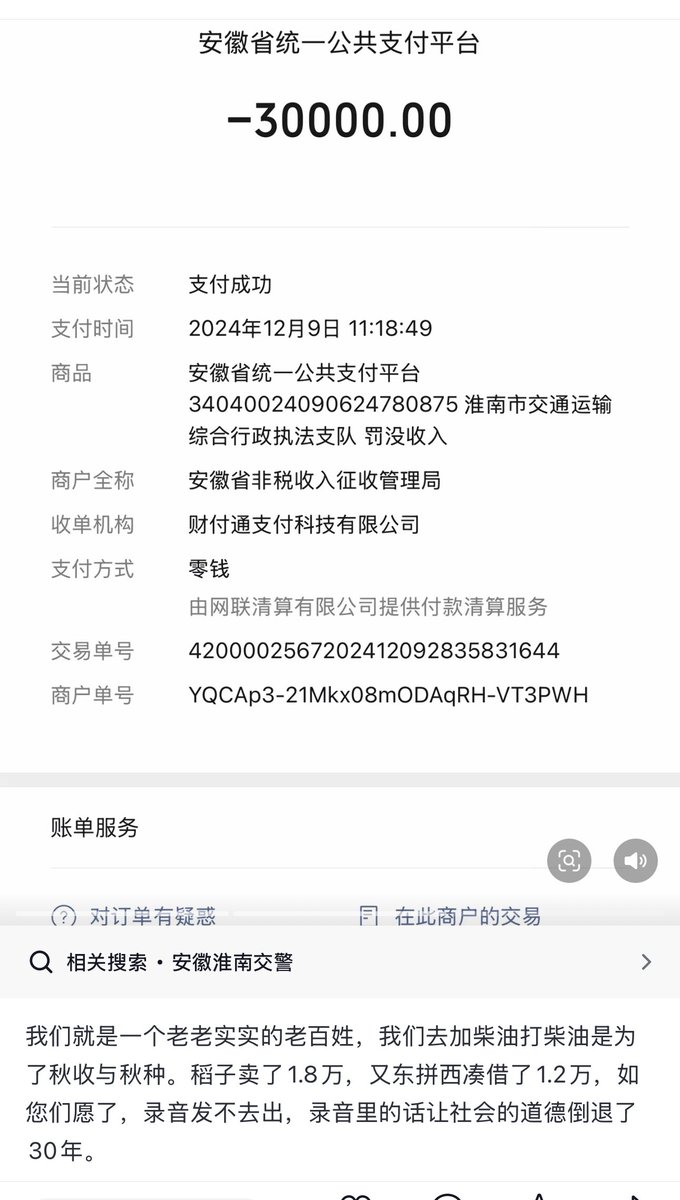 安徽省统一公共支付平台
-30000.00
当前状态 支付成功
支付时间 2024年12月9日 11:18:49
商品 安徽省统一公共支付平台
34040024090624780875 淮南市交通运输
综合行政执法支队 罚没收入
商户全称 安徽省非税收入征收管理局
收单机构 财付通支付科技有限公司
支付方式 零钱
由网联清算有限公司提供付款清算服务
交易单号 4200002567202412092835831644
商户单号 YQCAp3-21Mkx08mODAqRH-VT3PWH
账单服务
对订单有疑惑 在此商户的交易
相关搜索·安徽淮南交警
我们就是一个老老实实的老百姓，我们去加柴油打柴油是为
了秋收与秋种。稻子卖了1.8万，又东拼西凑借了1.2万，如
您们愿了，录音发不去出，录音里的话让社会的道德倒退了
30年。